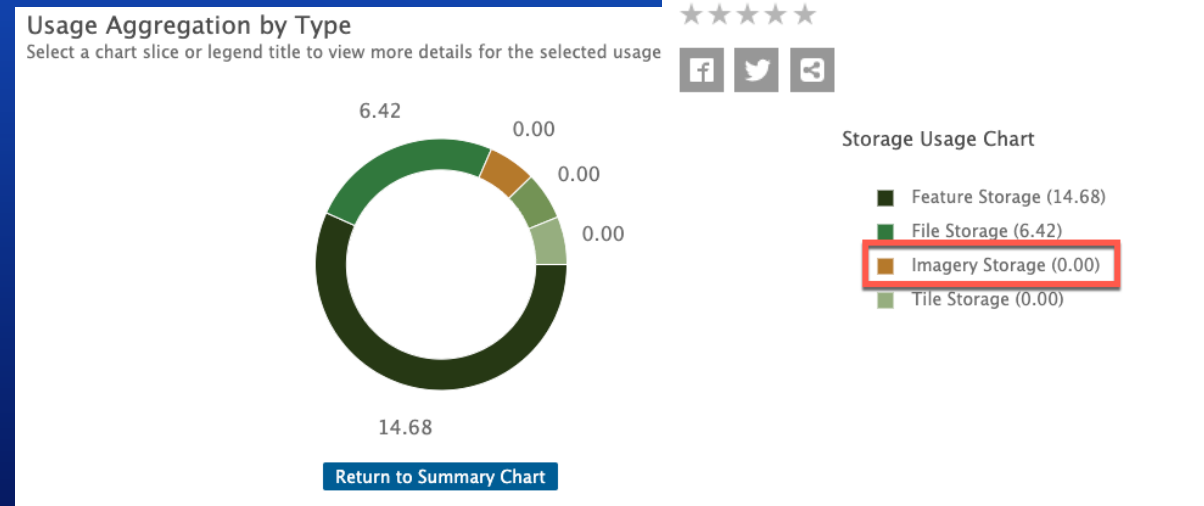 Usage Aggregation by Type
Select a chart slice or legend title to view more details for the selected usage
6.42
0.00
0.00
0.00
14.68
Return to Summary Chart
Storage Usage Chart
Feature Storage (14.68)
File Storage (6.42)
Imagery Storage (0.00)
Tile Storage (0.00)